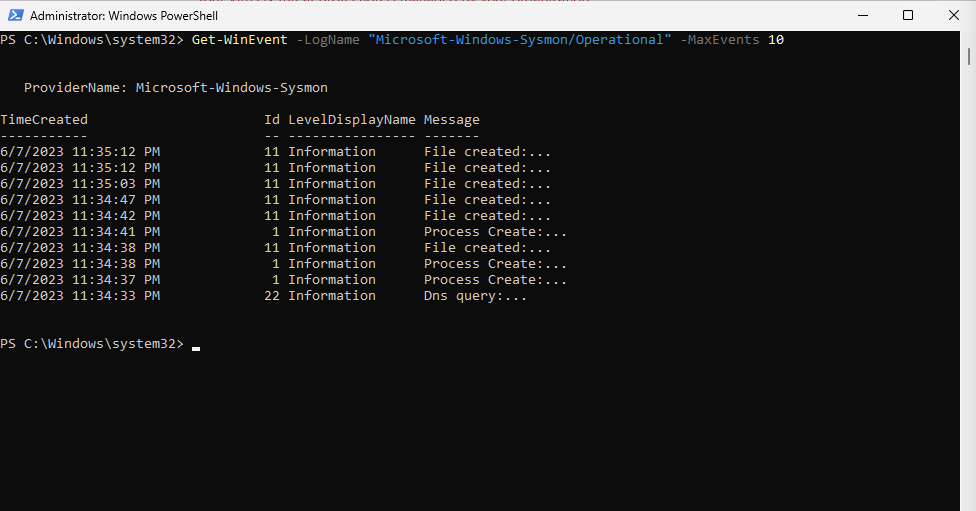 Administrator: Windows PowerShell
PS C:\Windows\system32> Get-WinEvent -LogName "Microsoft-Windows-Sysmon/Operational" -MaxEvents 10
ProviderName: Microsoft-Windows-Sysmon
TimeCreated                      Id LevelDisplayName Message
-----------                      -- ---------------- -------
6/7/2023 11:35:12 PM             11 Information      File created:...
6/7/2023 11:35:12 PM             11 Information      File created:...
6/7/2023 11:35:03 PM             11 Information      File created:...
6/7/2023 11:34:47 PM             11 Information      File created:...
6/7/2023 11:34:42 PM             11 Information      File created:...
6/7/2023 11:34:41 PM              1 Information      Process Create:...
6/7/2023 11:34:38 PM             11 Information      File created:...
6/7/2023 11:34:38 PM              1 Information      Process Create:...
6/7/2023 11:34:37 PM              1 Information      Process Create:...
6/7/2023 11:34:33 PM             22 Information      Dns query:...
PS C:\Windows\system32>